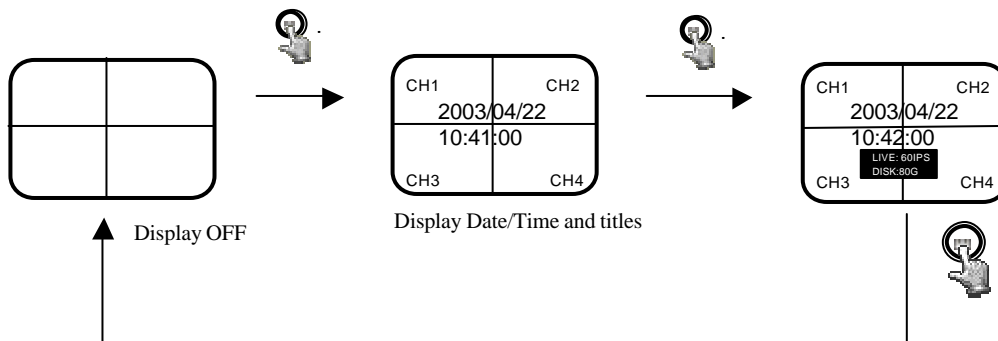 CH1 CH2
2003/04/22
10:41:00
CH3 CH4
Display Date/Time and titles
CH1 CH2
2003/04/22
10:42:00
LIVE: 60IPS
DISK:80G
CH3 CH4
Display OFF